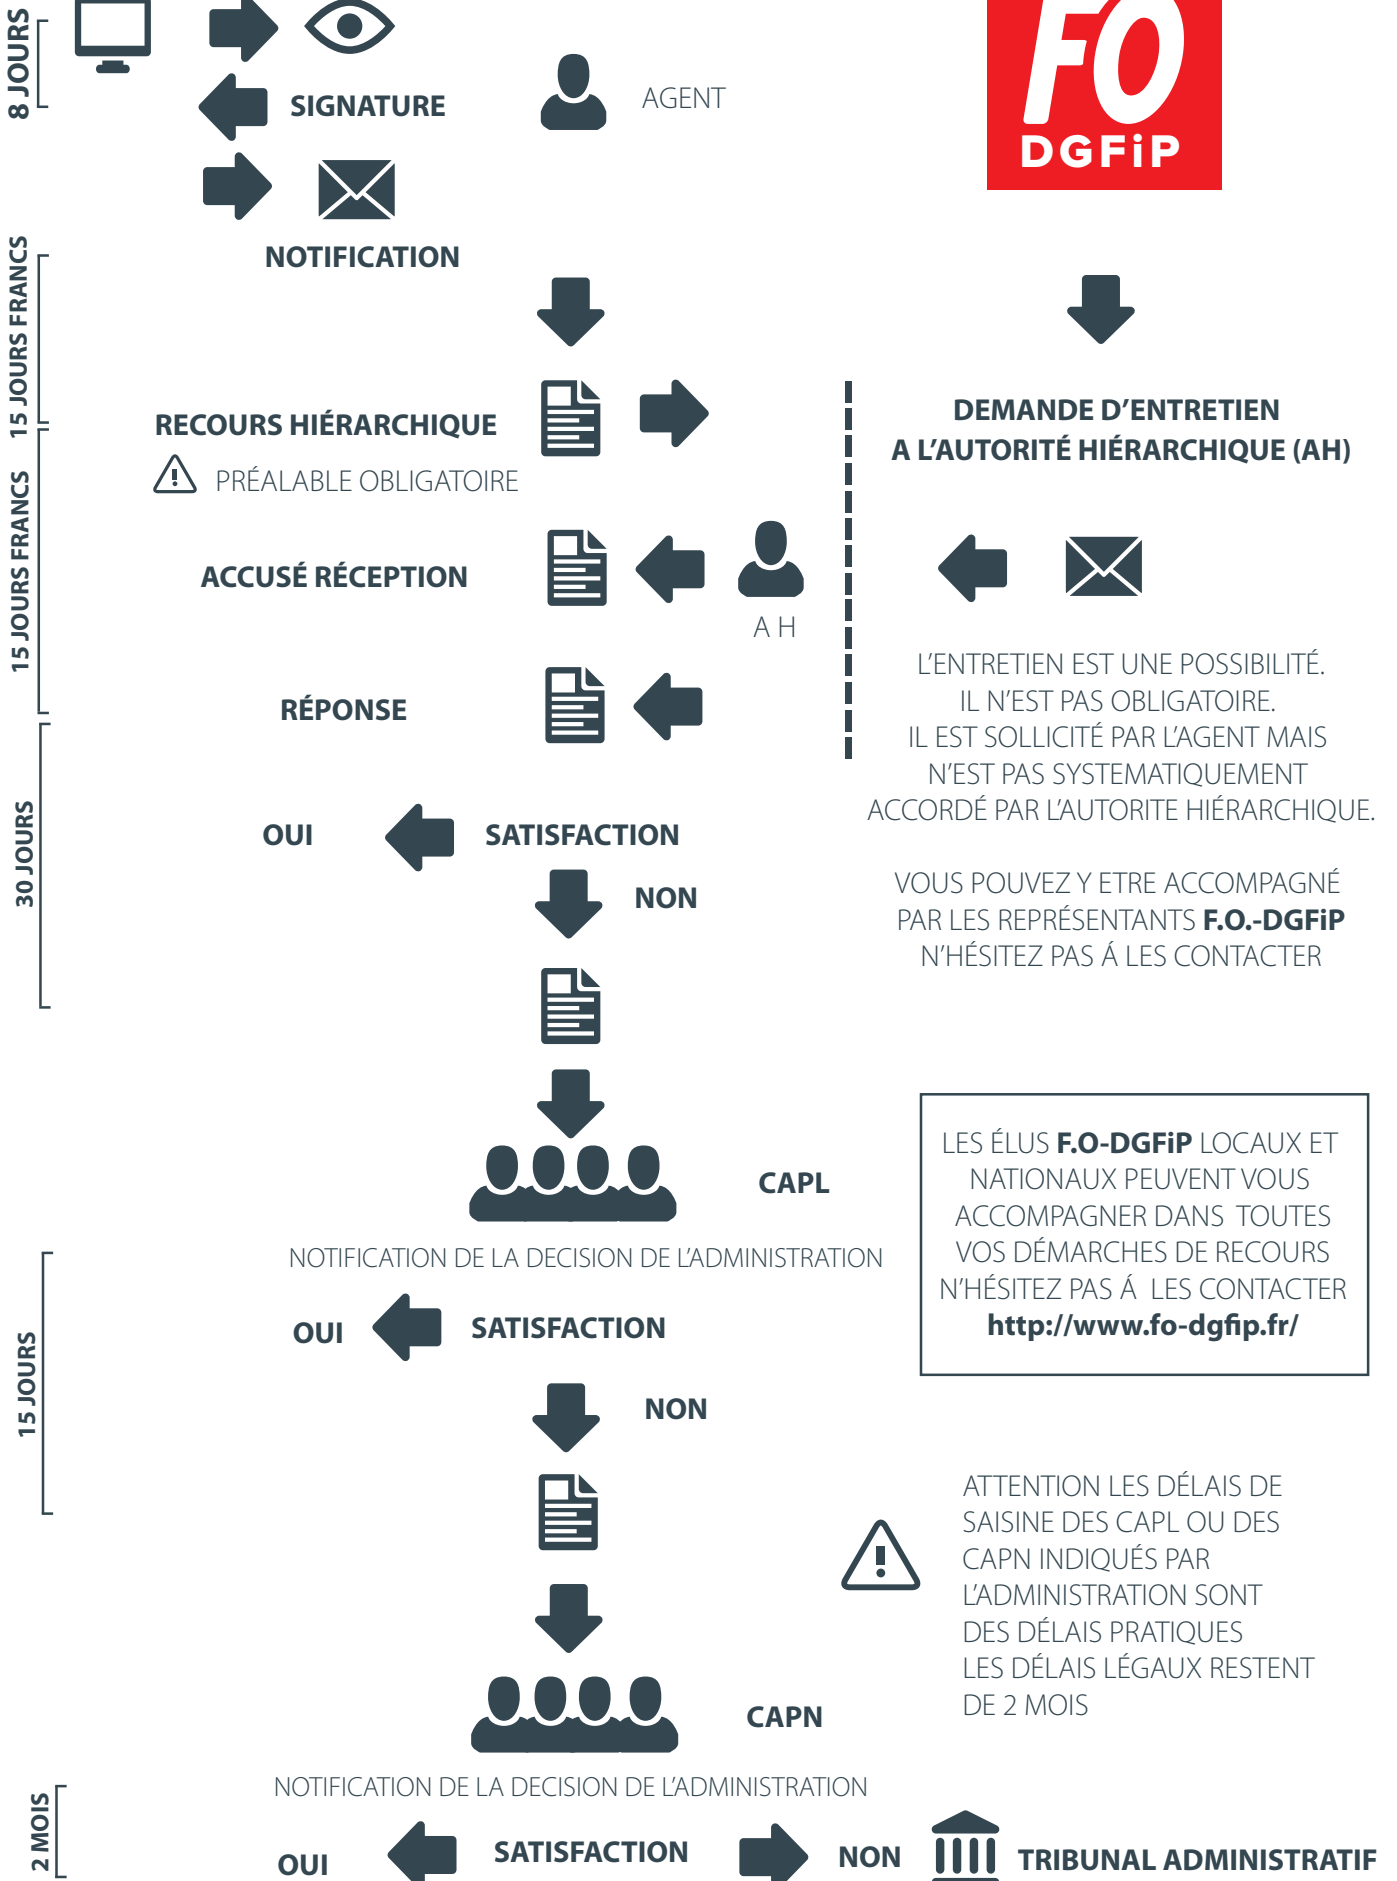 8 JOURS
SIGNATURE
AGENT
FO
DGFiP
NOTIFICATION
15 JOURS FRANCS
RECOURS HIÉRARCHIQUE
PRÉALABLE OBLIGATOIRE
DEMANDE D'ENTRETIEN
A L'AUTORITÉ HIÉRARCHIQUE (AH)
15 JOURS FRANCS
ACCUSÉ RÉCEPTION
A H
RÉPONSE
L'ENTRETIEN EST UNE POSSIBILITÉ.
IL N'EST PAS OBLIGATOIRE.
IL EST SOLLICITÉ PAR L'AGENT MAIS
N'EST PAS SYSTEMATIQUEMENT
ACCORDÉ PAR L'AUTORITE HIÉRARCHIQUE.
VOUS POUVEZ Y ETRE ACCOMPAGNÉ
PAR LES REPRÉSENTANTS F.O.-DGFiP
N'HÉSITEZ PAS Á LES CONTACTER
30 JOURS
OUI
SATISFACTION
NON
CAPL
LES ÉLUS F.O-DGFiP LOCAUX ET
NATIONAUX PEUVENT VOUS
ACCOMPAGNER DANS TOUTES
VOS DÉMARCHES DE RECOURS
N'HÉSITEZ PAS Á LES CONTACTER
http://www.fo-dgfip.fr/
NOTIFICATION DE LA DECISION DE L'ADMINISTRATION
15 JOURS
OUI
SATISFACTION
NON
ATTENTION LES DÉLAIS DE
SAISINE DES CAPL OU DES
CAPN INDIQUÉS PAR
L'ADMINISTRATION SONT
DES DÉLAIS PRATIQUES
LES DÉLAIS LÉGAUX RESTENT
DE 2 MOIS
CAPN
NOTIFICATION DE LA DECISION DE L'ADMINISTRATION
2 MOIS
OUI
SATISFACTION
NON
TRIBUNAL ADMINISTRATIF